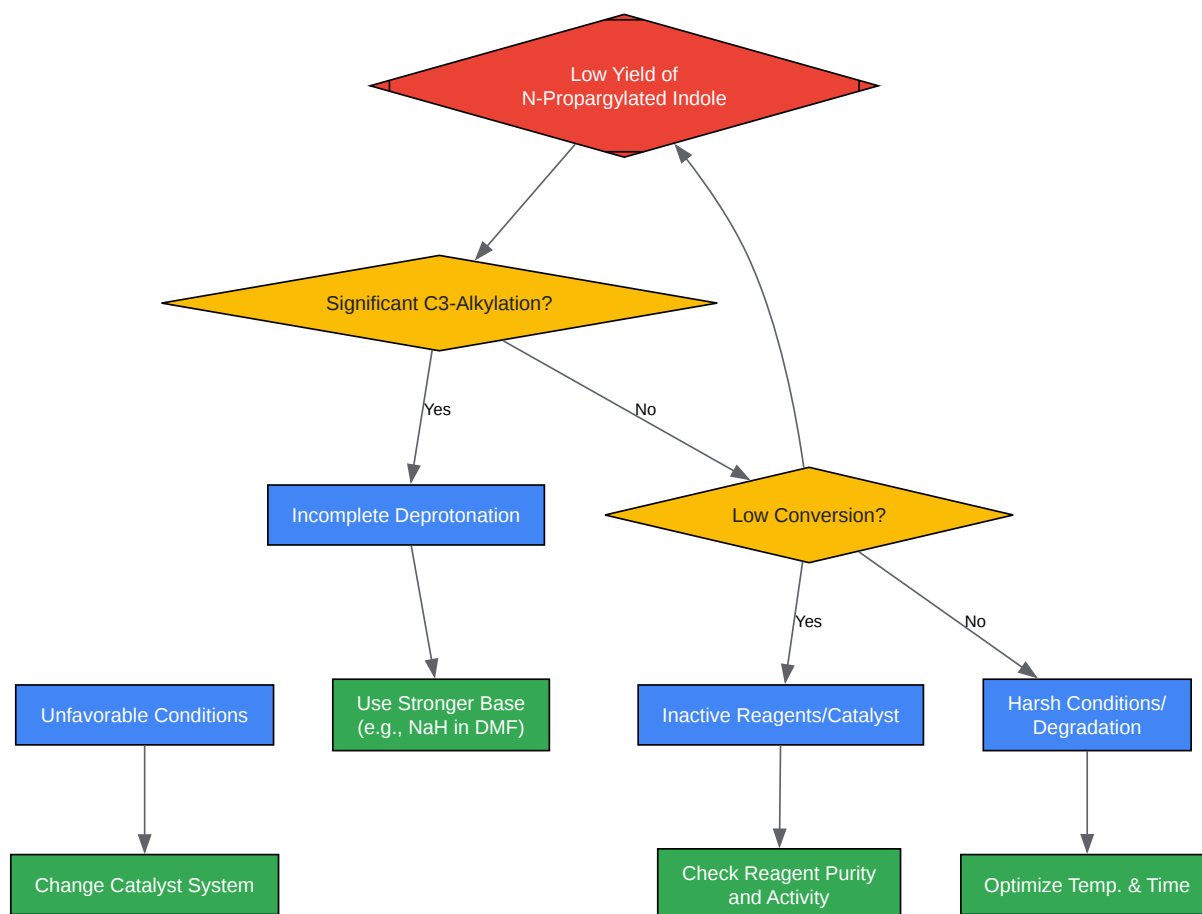 Low Yield of
N-Propargylated Indole
Significant C3-Alkylation?
Yes
No
Incomplete Deprotonation
Low Conversion?
Yes
No
Unfavorable Conditions
Use Stronger Base
(e.g., NaH in DMF)
Inactive Reagents/Catalyst
Harsh Conditions/
Degradation
Change Catalyst System
Check Reagent Purity
and Activity
Optimize Temp. & Time